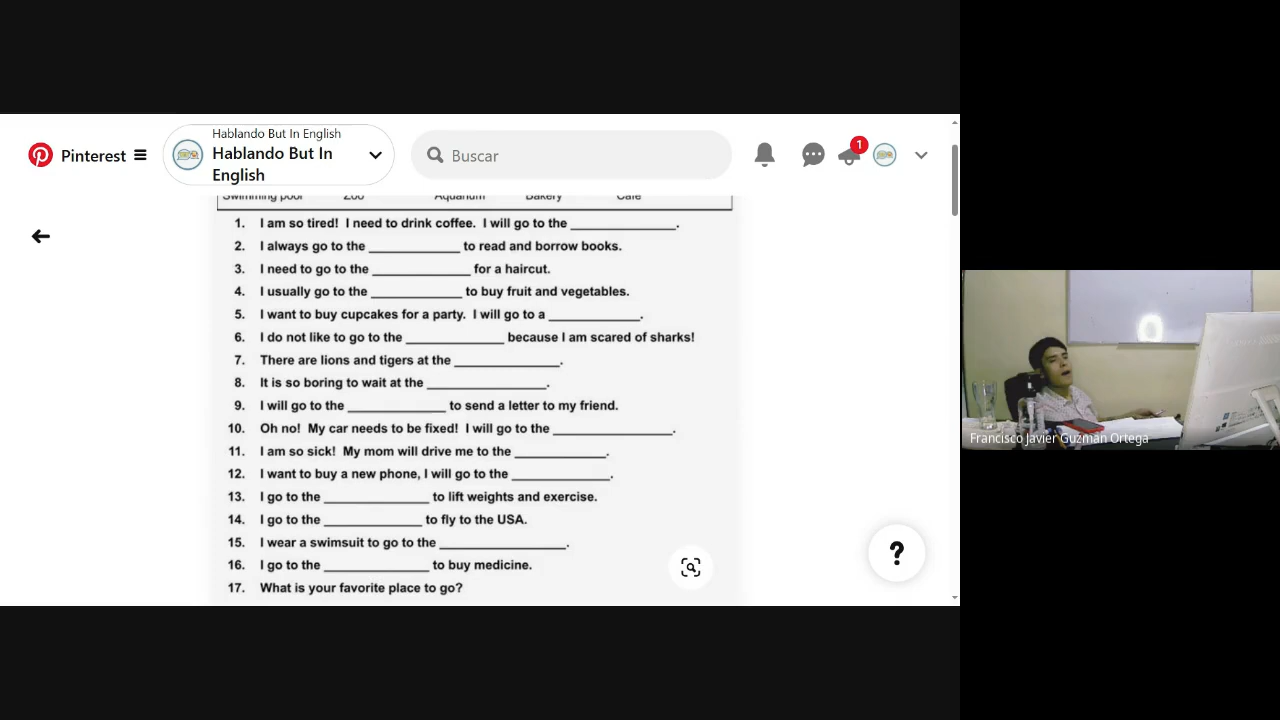 Hablando But In English
Pinterest
Hablando But In
English
Buscar
1
Swimming pool Zoo Aquarium Bakery Cafe
1. I am so tired! I need to drink coffee. I will go to the _______________.
2. I always go to the _____________ to read and borrow books.
3. I need to go to the ______________ for a haircut.
4. I usually go to the _____________ to buy fruit and vegetables.
5. I want to buy cupcakes for a party. I will go to a _____________.
6. I do not like to go to the ______________ because I am scared of sharks!
7. There are lions and tigers at the _______________.
8. It is so boring to wait at the _________________.
9. I will go to the ______________ to send a letter to my friend.
10. Oh no! My car needs to be fixed! I will go to the _________________.
11. I am so sick! My mom will drive me to the _____________.
12. I want to buy a new phone, I will go to the ______________.
13. I go to the _______________ to lift weights and exercise.
14. I go to the ______________ to fly to the USA.
15. I wear a swimsuit to go to the __________________.
16. I go to the _______________ to buy medicine.
17. What is your favorite place to go?
?
Francisco Javier Guzmán Ortega